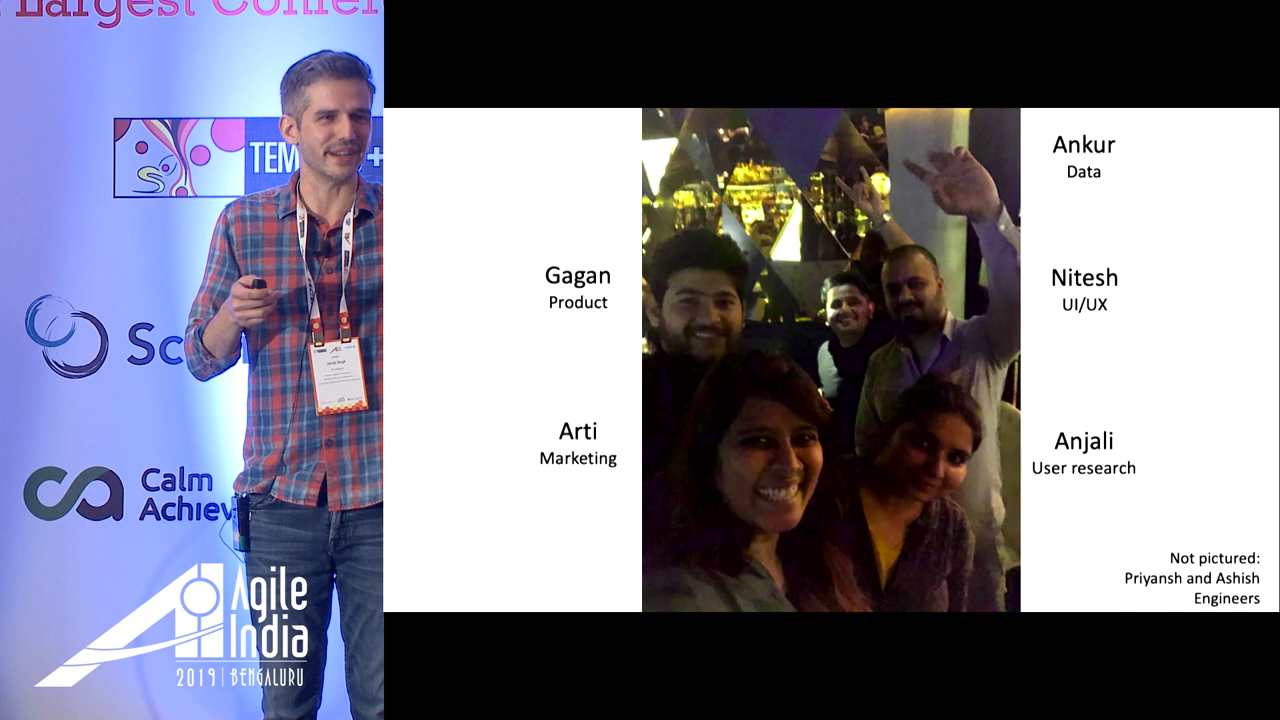 Largest Confer
TEM
+
Sc
Calm
Achiev
Agile
India
2019 | BENGALURU
Gagan
Product
Arti
Marketing
Ankur
Data
Nitesh
UI/UX
Anjali
User research
Not pictured:
Priyansh and Ashish
Engineers